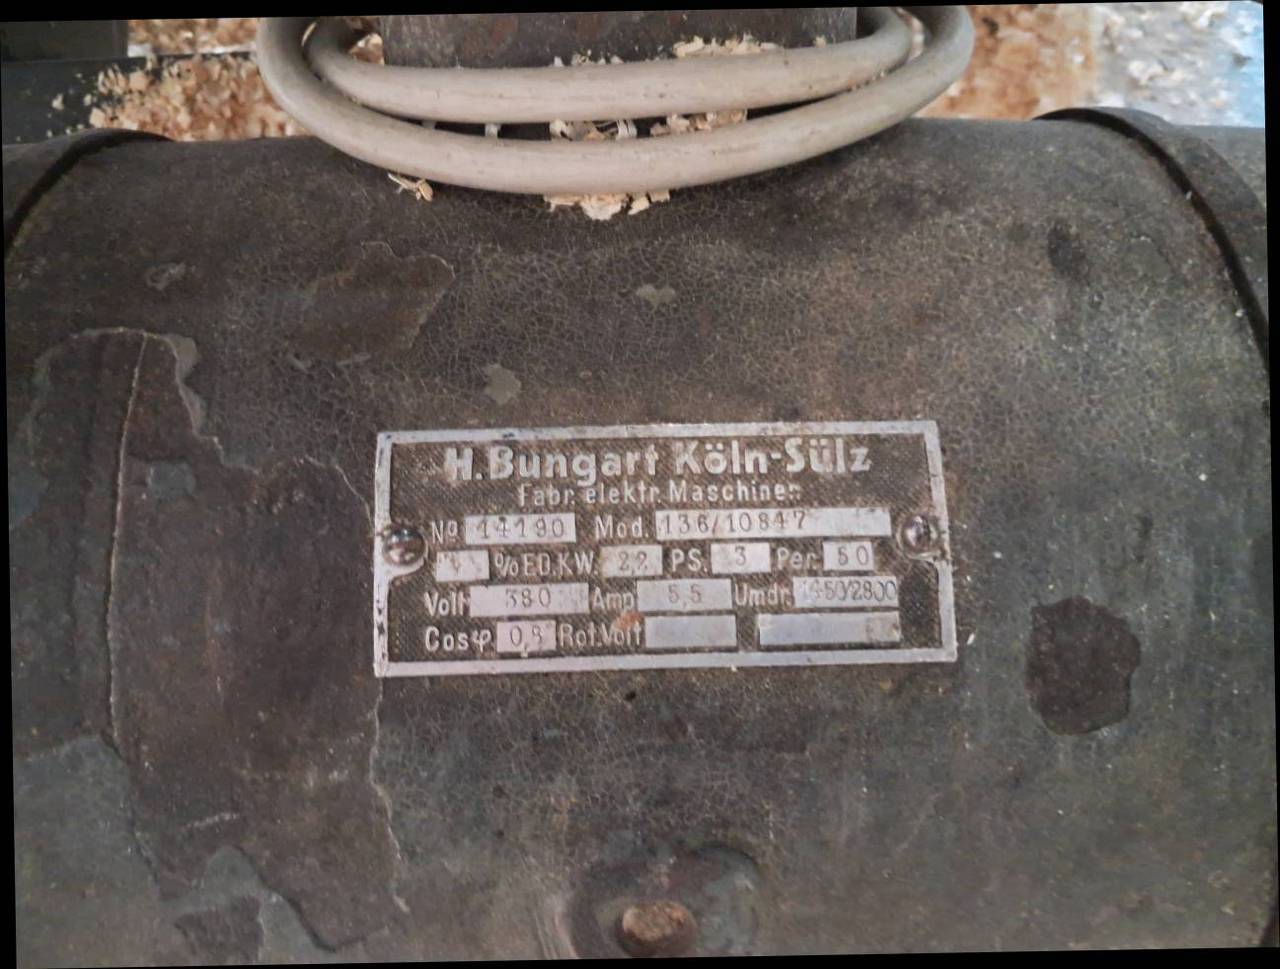 H.Bungart Köln-Sülz
Fabr. elektr. Maschinen
No 14190 Mod. 136/10847
% ED. KW. 2,2 PS. 3 Per. 50
Volt 380 Amp 5,5 Umdr. 1450/2800
Cosφ 0,8 Rot.Volt